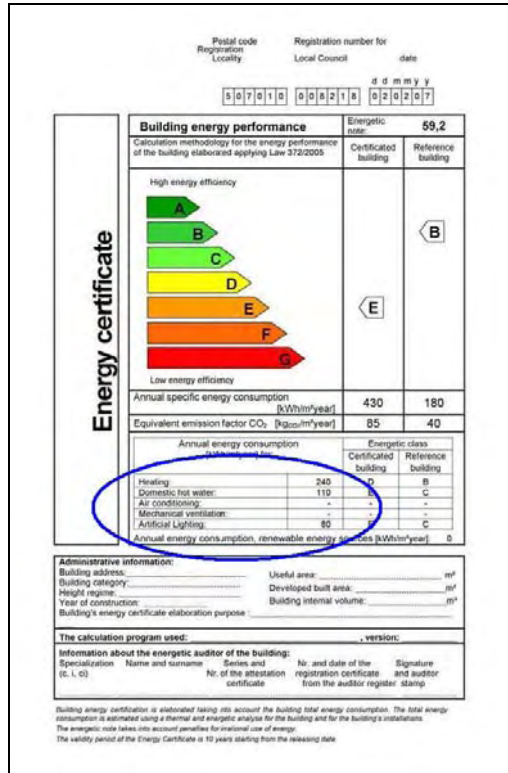 Postal code Registration number for
Registration
Locality Local Council date
d d m m y y
5 0 7 0 1 0 0 0 8 2 1 8 0 2 0 2 0 7
Energy certificate
Building energy performance Energetic note: 59,2
Calculation methodology for the energy performance of the building elaborated applying Law 372/2005 Certificated building Reference building
High energy efficiency
A
B B
C
D
E E
F
G
Low energy efficiency
Annual specific energy consumption [kWh/m²year] 430 180
Equivalent emission factor CO₂ [kgCO₂/m²year] 85 40
Annual energy consumption [kWh/m²year] for: Energetic class
Certificated building Reference building
Heating: 240 D B
Domestic hot water: 110 E C
Air conditioning: - - -
Mechanical ventilation: - - -
Artificial Lighting: 80 C
Annual energy consumption, renewable energy sources [kWh/m²year]: 0
Administrative information:
Building address:
Building category: Useful area: m²
Height regime: Developed built area: m²
Year of construction: Building internal volume: m³
Building's energy certificate elaboration purpose :
The calculation program used: , version:
Information about the energetic auditor of the building:
Specialization Name and surname Series and Nr. and date of the Signature
(c, i, ci) Nr. of the attestation registration certificate and auditor
certificate from the auditor register stamp
Building energy certification is elaborated taking into account the building total energy consumption. The total energy
consumption is estimated using a thermal and energetic analyse for the building and for the building's installations.
The energetic note takes into account penalties for irrational use of energy.
The validity period of the Energy Certificate is 10 years starting from the releasing date.